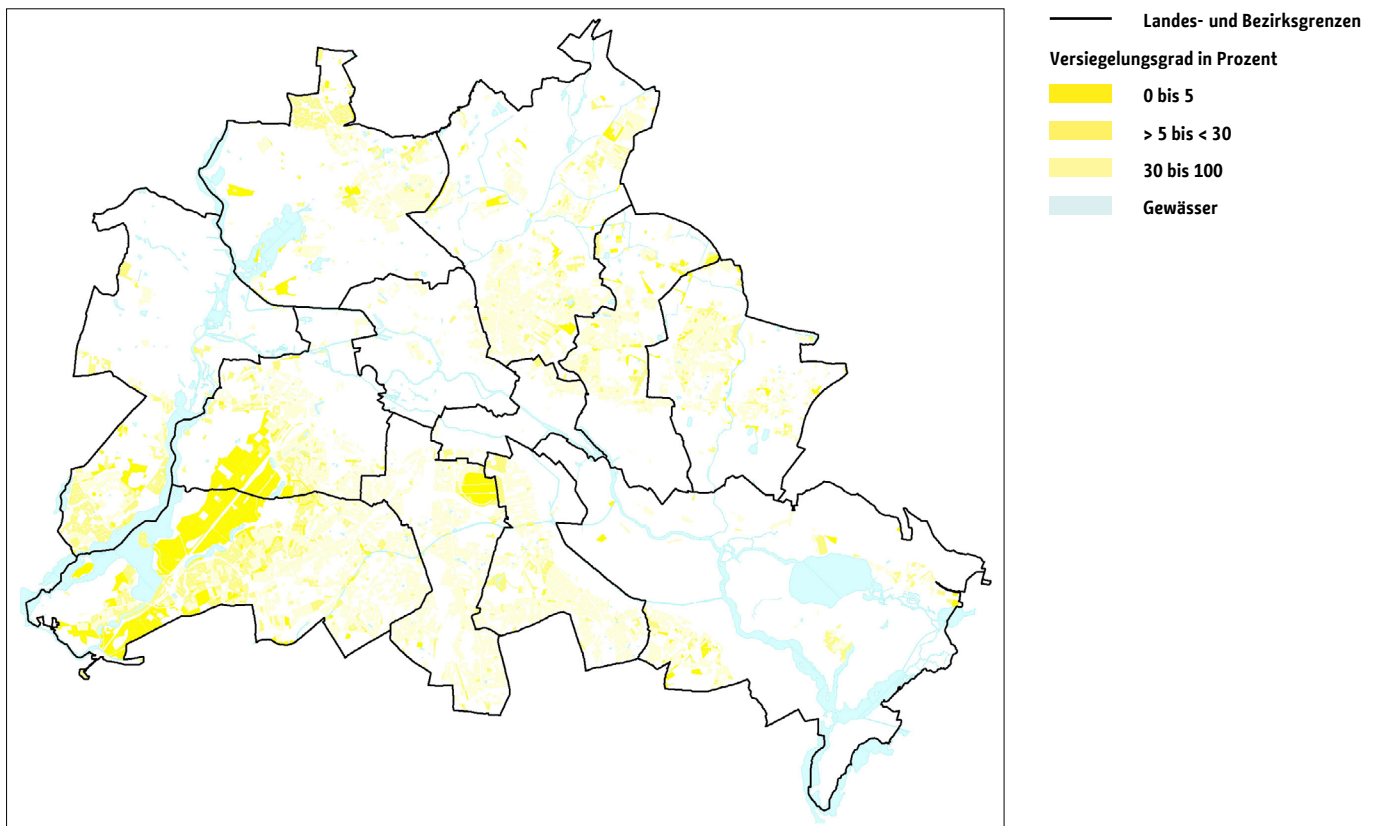 Landes- und Bezirksgrenzen
Versiegelungsgrad in Prozent
0 bis 5
> 5 bis < 30
30 bis 100
Gewässer